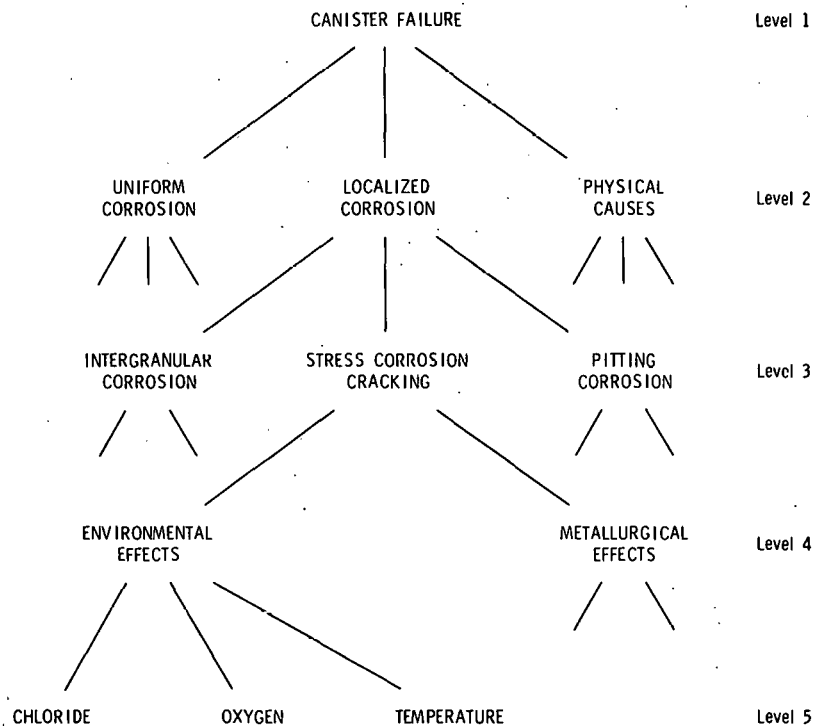 CANISTER FAILURE
Level 1
UNIFORM
CORROSION
LOCALIZED
CORROSION
PHYSICAL
CAUSES
Level 2
INTERGRANULAR
CORROSION
STRESS CORROSION
CRACKING
PITTING
CORROSION
Level 3
ENVIRONMENTAL
EFFECTS
METALLURGICAL
EFFECTS
Level 4
CHLORIDE
OXYGEN
TEMPERATURE
Level 5